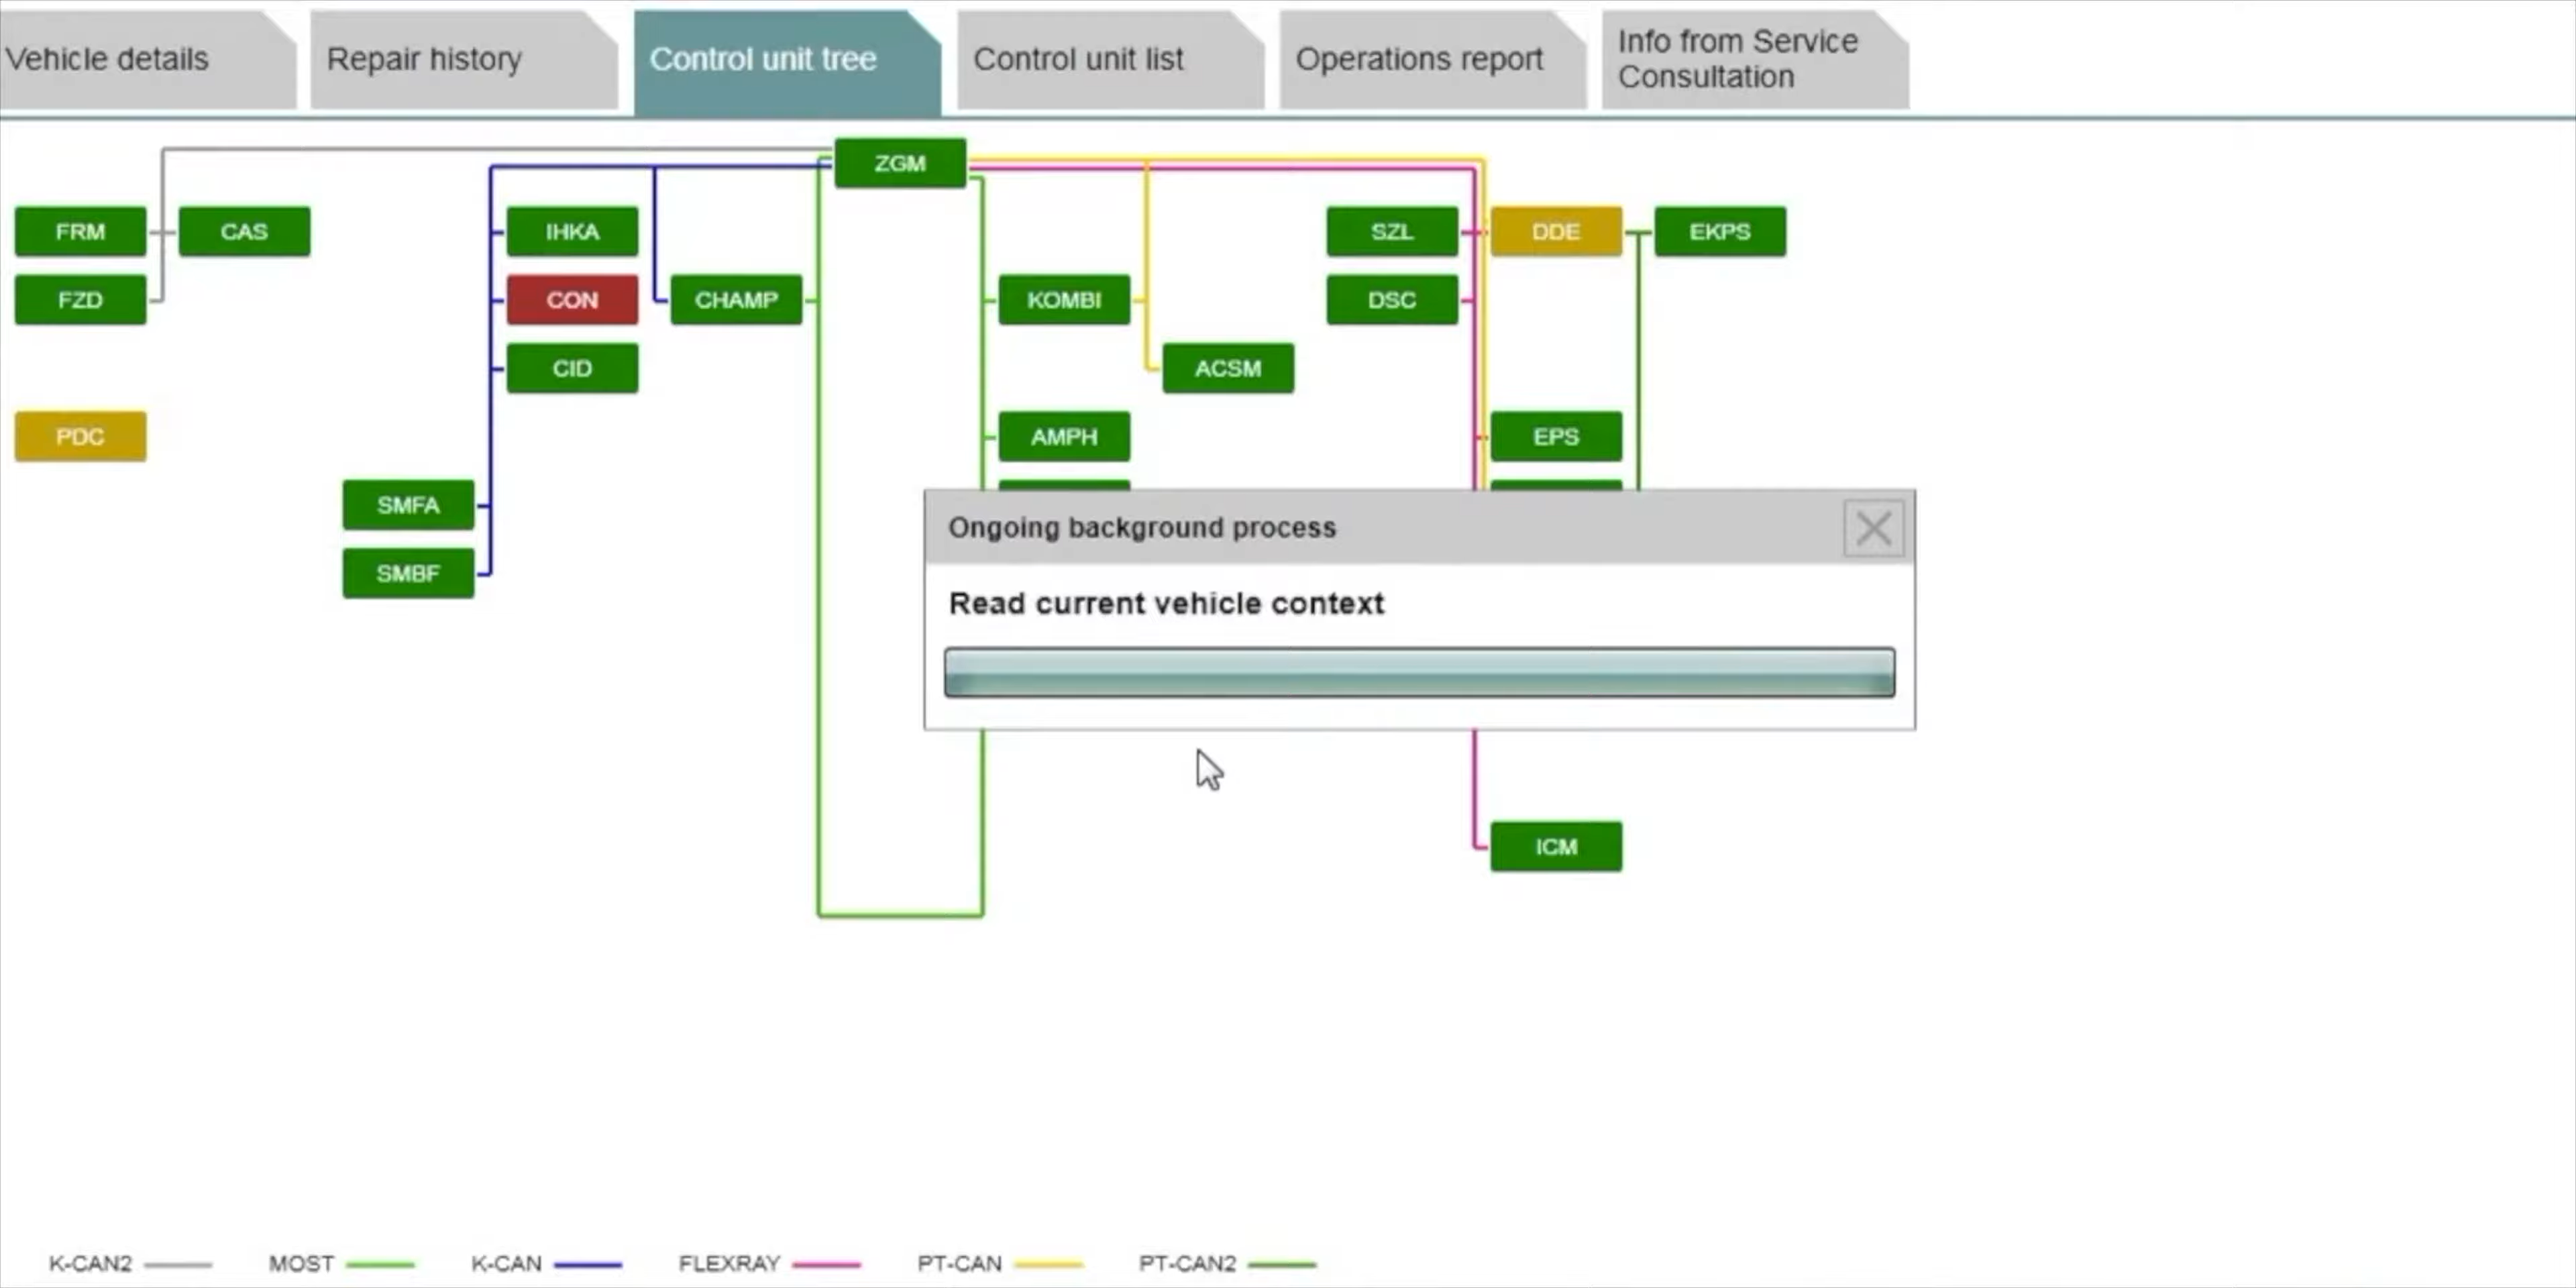 Vehicle details
Repair history
Control unit tree
Control unit list
Operations report
Info from Service
Consultation
ZGM
FRM
CAS
IHKA
SZL
DDE
EKPS
FZD
CON
CHAMP
KOMBI
DSC
CID
ACSM
PDC
AMPH
EPS
SMFA
Ongoing background process
SMBF
Read current vehicle context
ICM
K-CAN2
MOST
K-CAN
FLEXRAY
PT-CAN
PT-CAN2